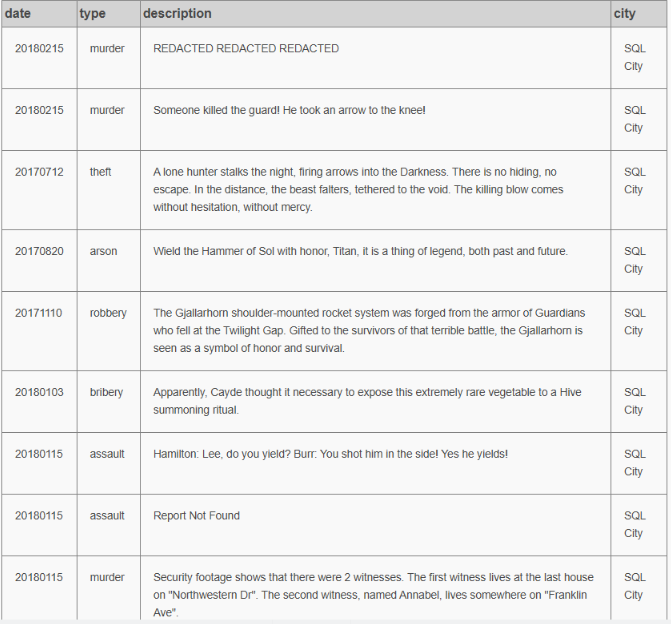 date type description city
20180215 murder REDACTED REDACTED REDACTED SQL
City
20180215 murder Someone killed the guard! He took an arrow to the knee! SQL
City
20170712 theft A lone hunter stalks the night, firing arrows into the Darkness. There is no hiding, no SQL
escape. In the distance, the beast falters, tethered to the void. The killing blow comes City
without hesitation, without mercy.
20170820 arson Wield the Hammer of Sol with honor, Titan, it is a thing of legend, both past and future. SQL
City
20171110 robbery The Gjallarhorn shoulder-mounted rocket system was forged from the armor of Guardians SQL
who fell at the Twilight Gap. Gifted to the survivors of that terrible battle, the Gjallarhorn is City
seen as a symbol of honor and survival.
20180103 bribery Apparently, Cayde thought it necessary to expose this extremely rare vegetable to a Hive SQL
summoning ritual. City
20180115 assault Hamilton: Lee, do you yield? Burr: You shot him in the side! Yes he yields! SQL
City
20180115 assault Report Not Found SQL
City
20180115 murder Security footage shows that there were 2 witnesses. The first witness lives at the last house SQL
on "Northwestern Dr". The second witness, named Annabel, lives somewhere on "Franklin City
Ave".